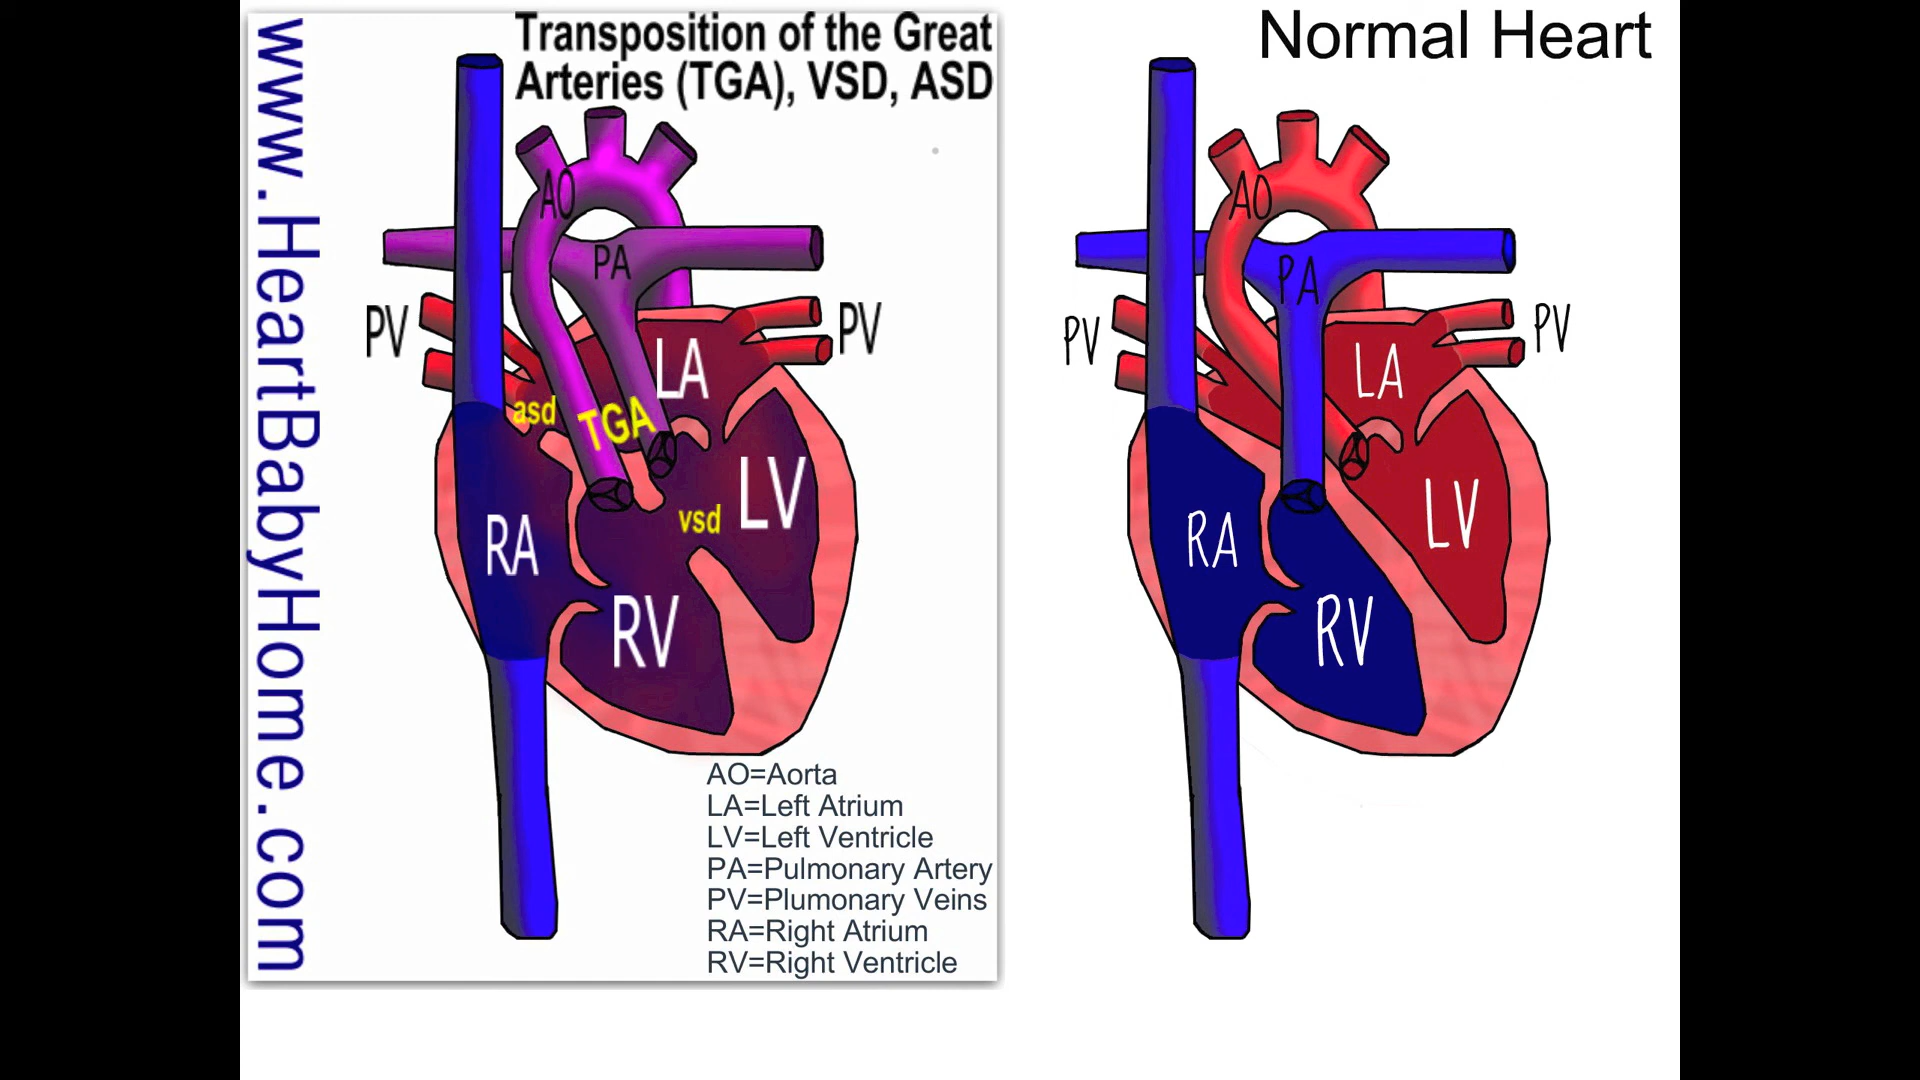 www.HeartBabyHome.com
Transposition of the Great
Arteries (TGA), VSD, ASD
AO
PA
PV
PV
LA
asd
TGA
LV
vsd
RA
RV
AO=Aorta
LA=Left Atrium
LV=Left Ventricle
PA=Pulmonary Artery
PV=Plumonary Veins
RA=Right Atrium
RV=Right Ventricle
Normal Heart
AO
PA
PV
PV
LA
LV
RA
RV